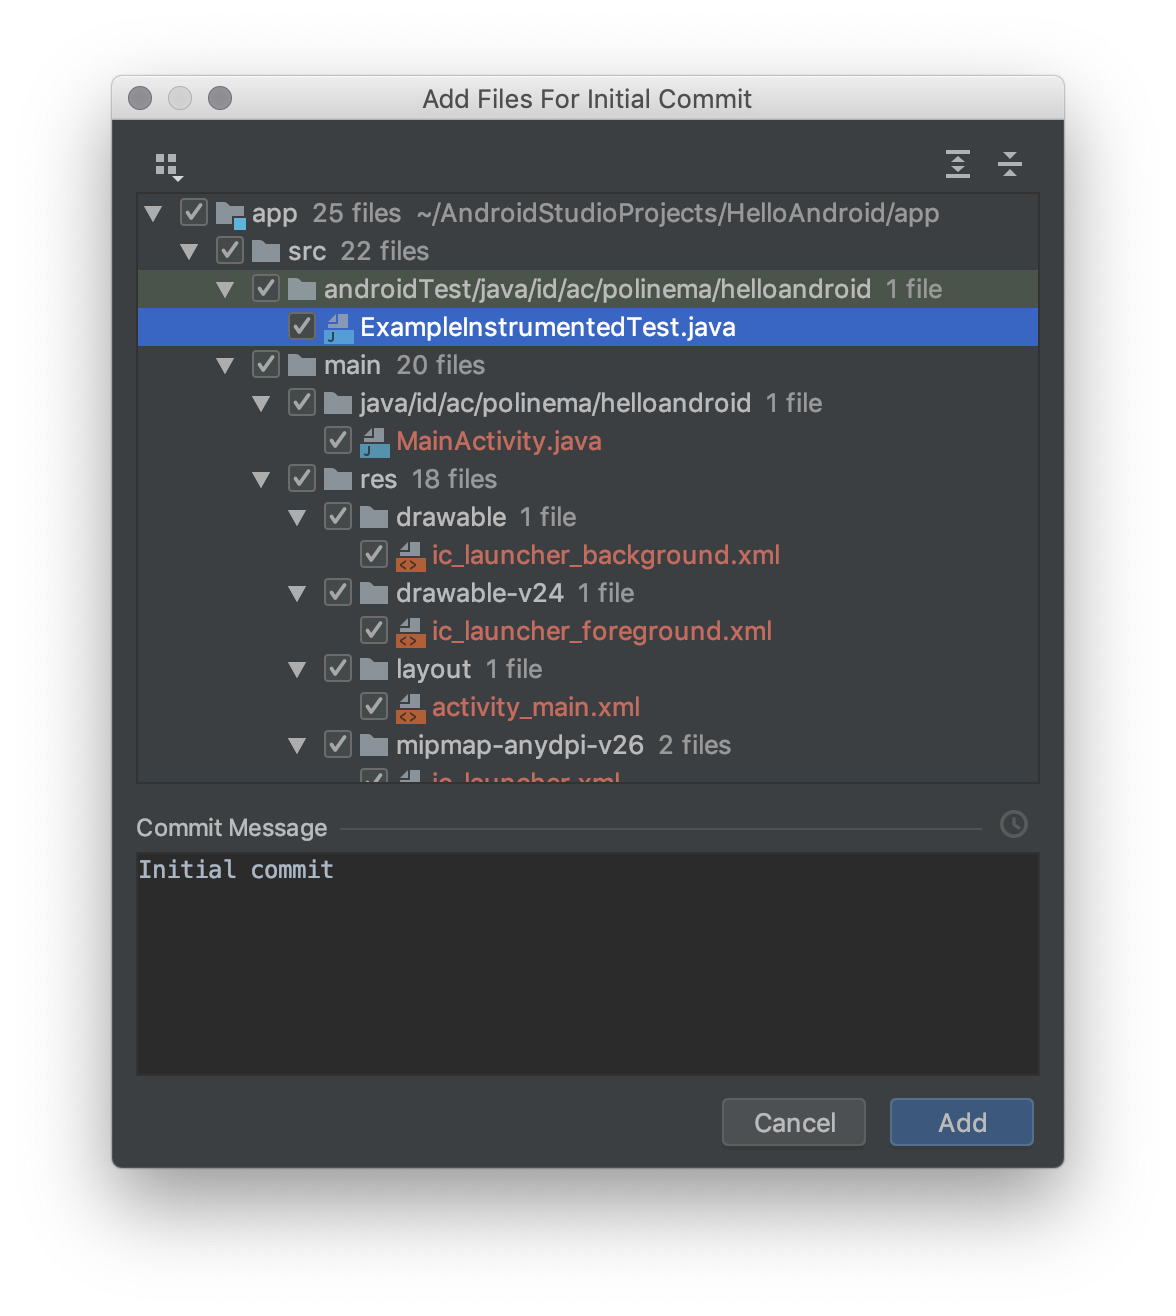 Add Files For Initial Commit
app 25 files ~/AndroidStudioProjects/HelloAndroid/app
src 22 files
androidTest/java/id/ac/polinema/helloandroid 1 file
ExampleInstrumentedTest.java
main 20 files
java/id/ac/polinema/helloandroid 1 file
MainActivity.java
res 18 files
drawable 1 file
ic_launcher_background.xml
drawable-v24 1 file
ic_launcher_foreground.xml
layout 1 file
activity_main.xml
mipmap-anydpi-v26 2 files
ic_launcher.xml
Commit Message
Initial commit
Cancel Add